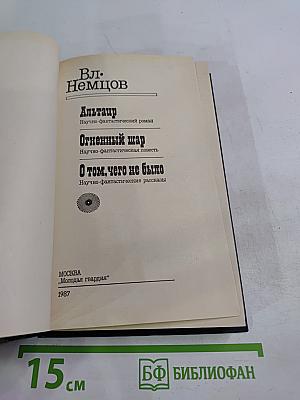 Вл.
Немцов
Альтаир
Научно-фантастический роман
Огненный шар
Научно-фантастическая повесть
О том, чего не было
Научно-фантастические рассказы
МОСКВА
„Молодая гвардия"
1987
15 см
БФ БИБЛИОФАН